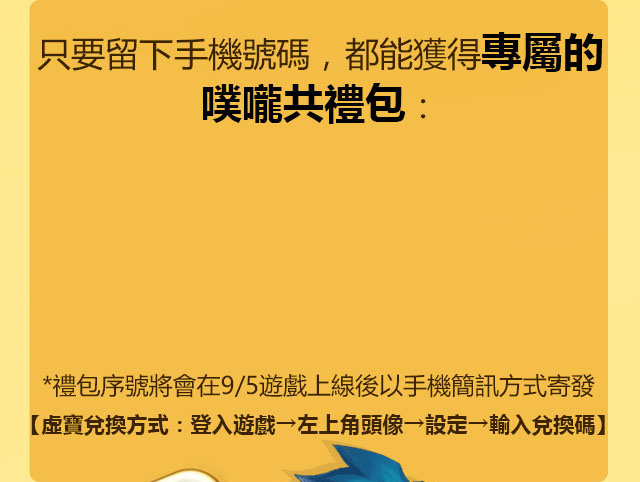 只要留下手機號碼，都能獲得專屬的
噗嚨共禮包：
*禮包序號將會在9/5遊戲上線後以手機簡訊方式寄發
【虛寶兌換方式：登入遊戲→左上角頭像→設定→輸入兌換碼】